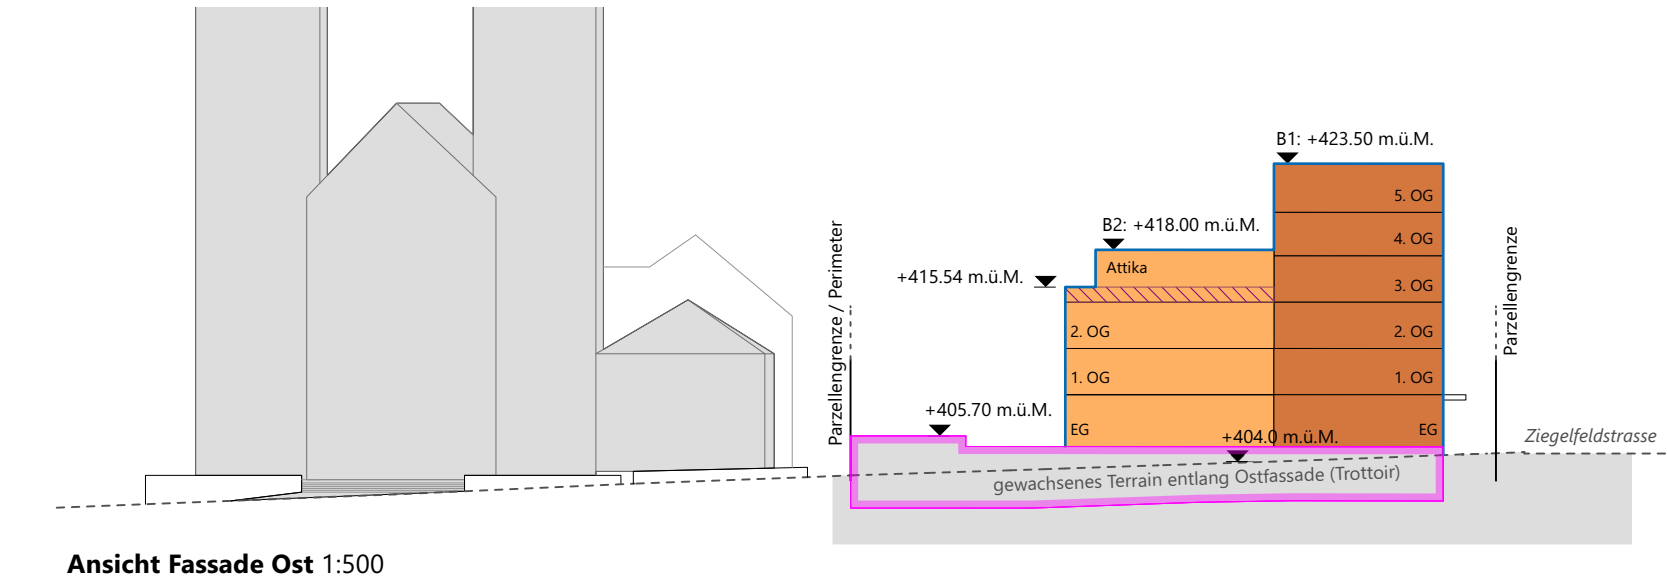 B1: +423.50 m.ü.M.
5. OG
B2: +418.00 m.ü.M.
4. OG
Attika
+415.54 m.ü.M.
3. OG
Parzellengrenze / Perimeter
Parzellengrenze
2. OG
2. OG
1. OG
1. OG
+405.70 m.ü.M.
EG
EG
+404.0 m.ü.M.
Ziegelfeldstrasse
gewachsenes Terrain entlang Ostfassade (Trottoir)
Ansicht Fassade Ost 1:500